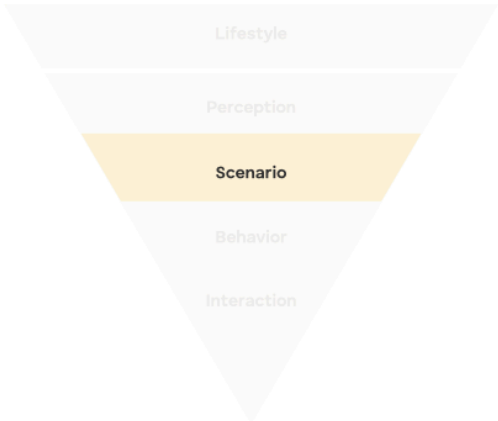 Lifestyle
Perception
Scenario
Behavior
Interaction